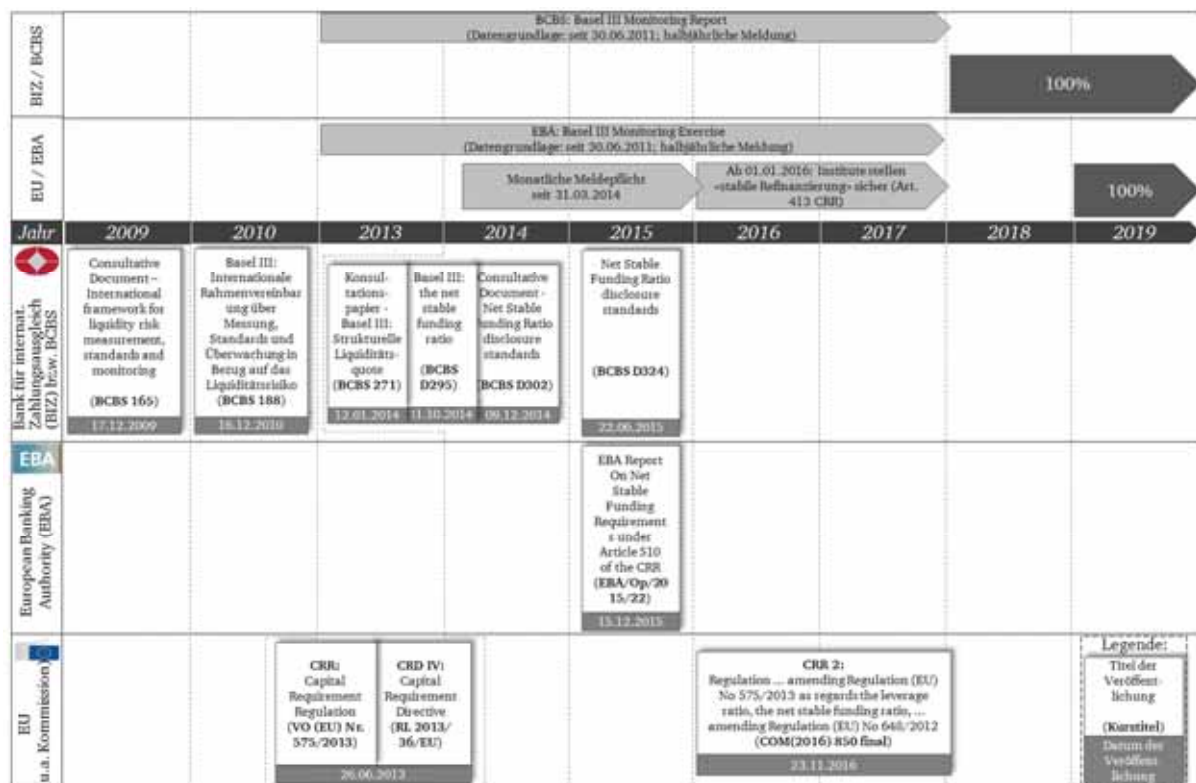 BIZ / BCBS
BCBS: Basel III Monitoring Report
(Datengrundlage: seit 30.06.2011; halbjährliche Meldung)
100%
EU / EBA
EBA: Basel III Monitoring Exercise
(Datengrundlage: seit 30.06.2011; halbjährliche Meldung)
Monatliche Meldepflicht
seit 31.03.2014
Ab 01.01.2016: Institute stellen
«stabile Refinanzierung» sicher (Art.
413 CRR)
100%
Jahr 2009 2010 2013 2014 2015 2016 2017 2018 2019
Bank für internat.
Zahlungsausgleich
(BIZ) bzw. BCBS
Consultative
Document –
International
framework for
liquidity risk
measurement,
standards and
monitoring
(BCBS 165)
17.12.2009
Basel III:
Internationale
Rahmenvereinbar
ung über
Messung,
Standards und
Überwachung in
Bezug auf das
Liquiditätsrisiko
(BCBS 188)
16.12.2010
Konsul-
tations-
papier -
Basel III:
Strukturelle
Liquiditäts-
quote
(BCBS 271)
12.01.2014
Basel III:
the net
stable
funding
ratio
(BCBS
D295)
31.10.2014
Consultative
Document -
Net Stable
Funding Ratio
disclosure
standards
(BCBS D302)
09.12.2014
Net Stable
Funding Ratio
disclosure
standards
(BCBS D324)
22.06.2015
EBA
European Banking
Authority (EBA)
EBA Report
On Net
Stable
Funding
Requirement
s under
Article 510
of the CRR
(EBA/Op/20
15/22)
15.12.2015
EU
u.a. Kommission)
CRR:
Capital
Requirement
Regulation
(VO (EU) Nr.
575/2013)
CRD IV:
Capital
Requirement
Directive
(RL 2013/
36/EU)
26.06.2013
CRR 2:
Regulation ... amending Regulation (EU)
No 575/2013 as regards the leverage
ratio, the net stable funding ratio, ...
amending Regulation (EU) No 648/2012
(COM(2016) 850 final)
23.11.2016
Legende:
Titel der
Veröffent-
lichung
(Kurztitel)
Datum der
Veröffent
lichung